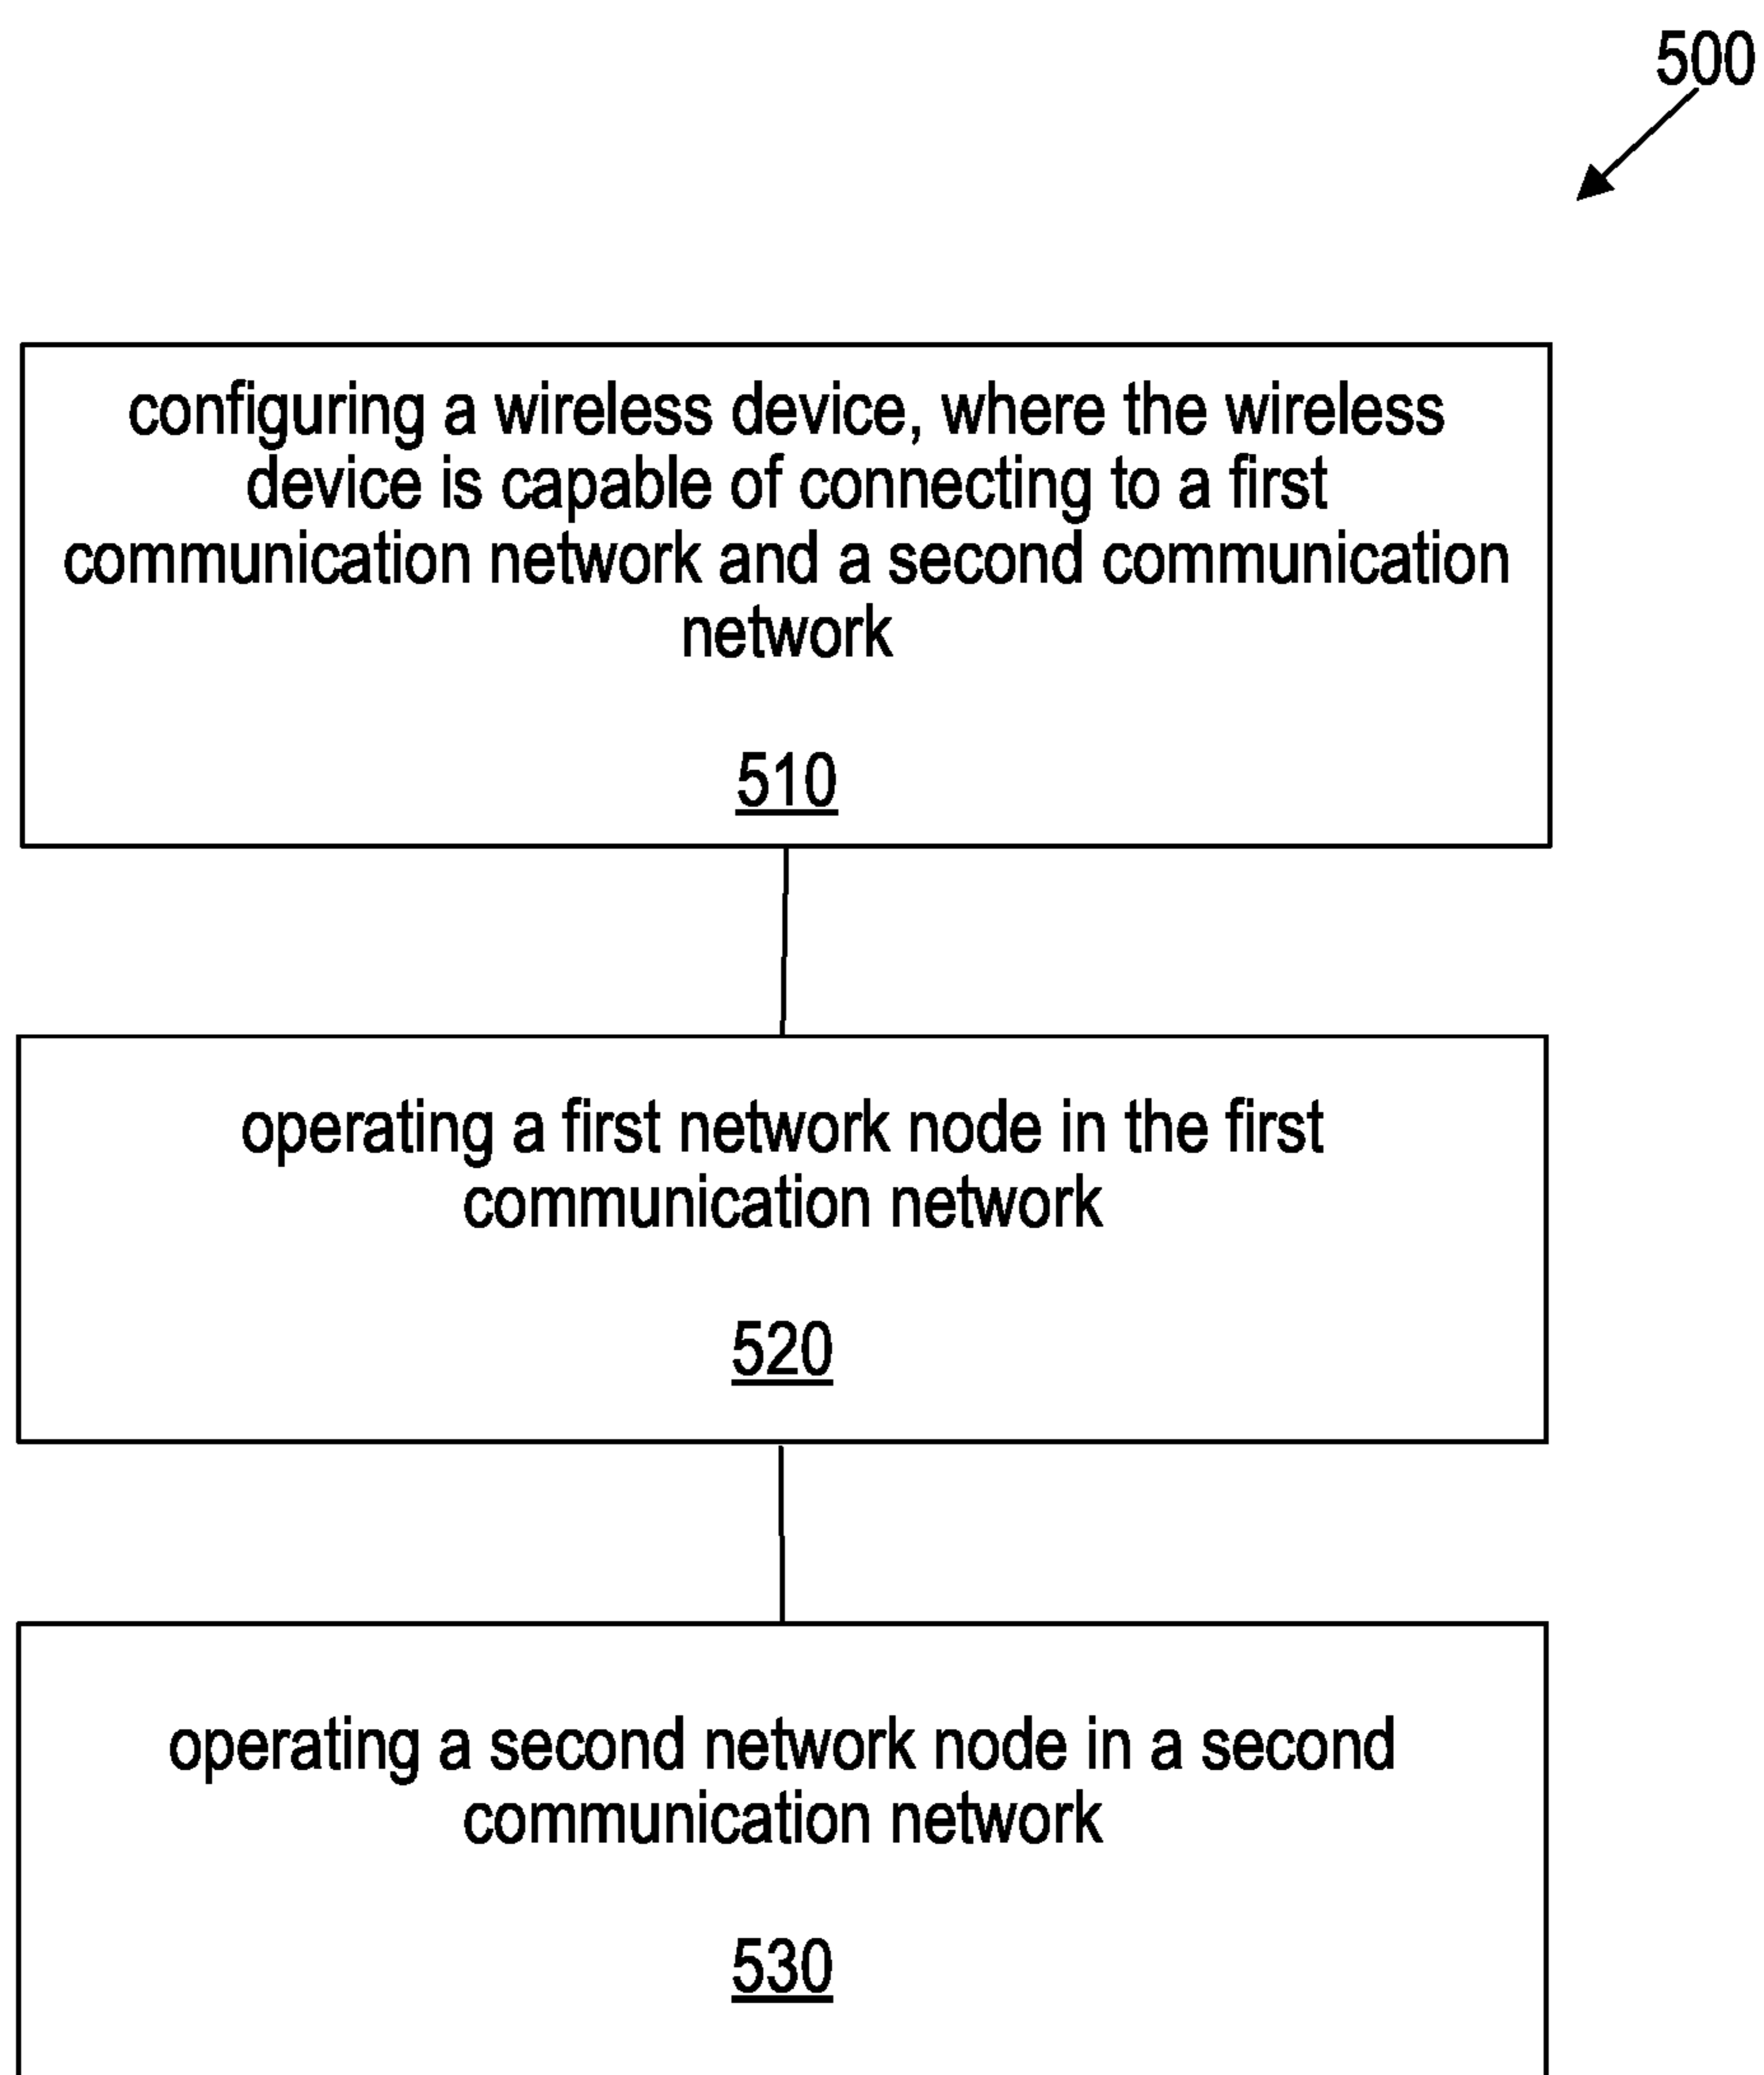 500
configuring a wireless device, where the wireless
device is capable of connecting to a first
communication network and a second communication
network
510
operating a first network node in the first
communication network
520
operating a second network node in a second
communication network
530